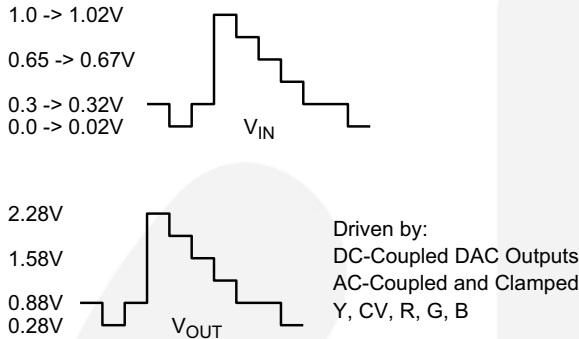 1.0 -> 1.02V
0.65 -> 0.67V
0.3 -> 0.32V
0.0 -> 0.02V
VIN
2.28V
1.58V
0.88V
0.28V
VOUT
Driven by:
DC-Coupled DAC Outputs
AC-Coupled and Clamped
Y, CV, R, G, B